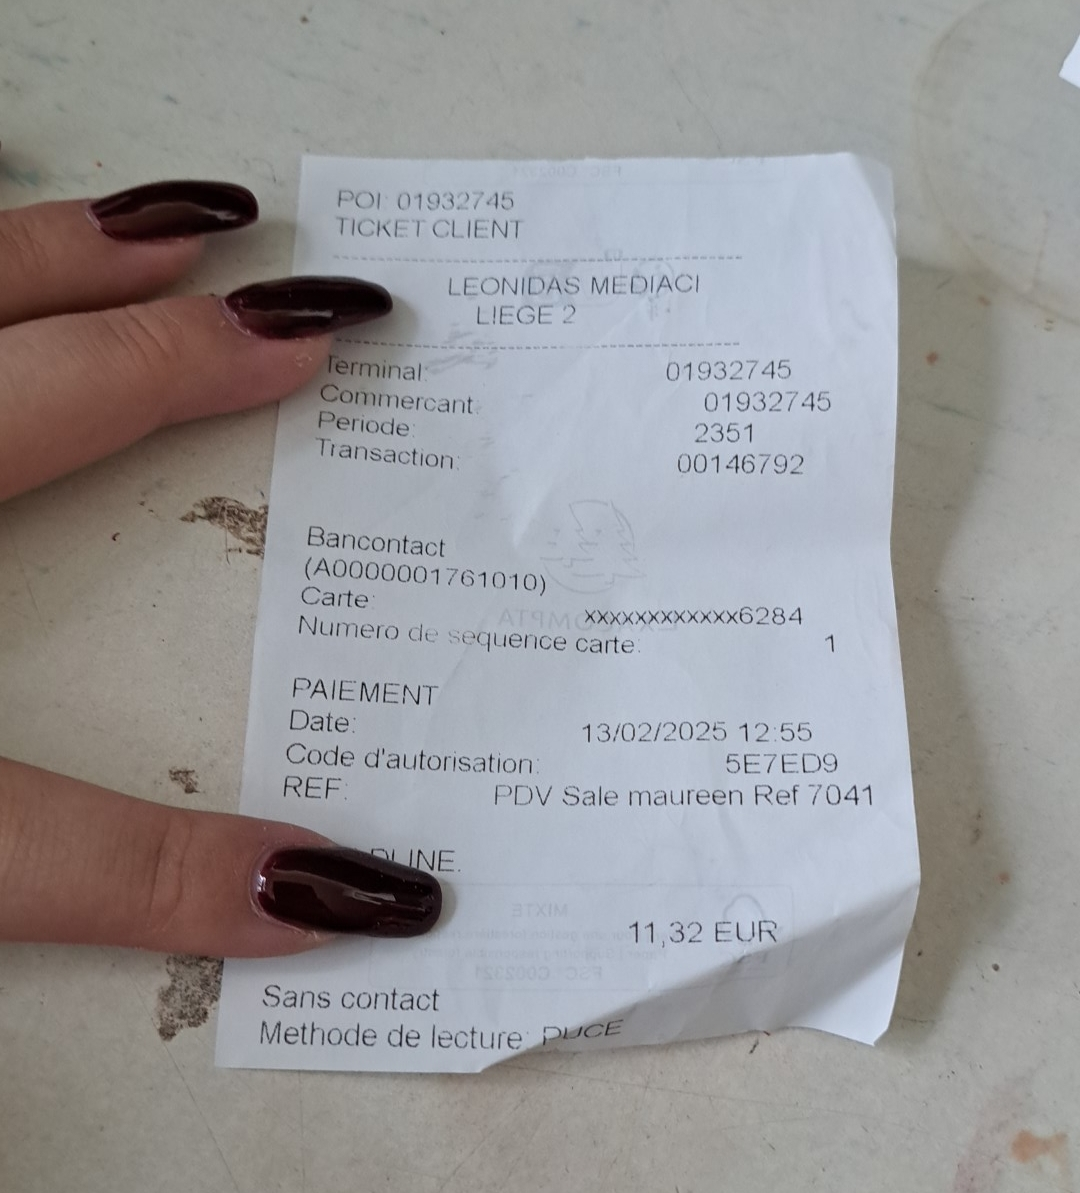 POI: 01932745
TICKET CLIENT
LEONIDAS MEDIACI
LIEGE 2
Terminal: 01932745
Commercant: 01932745
Periode: 2351
Transaction: 00146792
Bancontact
(A0000001761010)
Carte: xxxxxxxxxxxx6284
Numero de sequence carte: 1
PAIEMENT
Date: 13/02/2025 12:55
Code d'autorisation: 5E7ED9
REF: PDV Sale maureen Ref 7041
11,32 EUR
Sans contact
Methode de lecture: PUCE